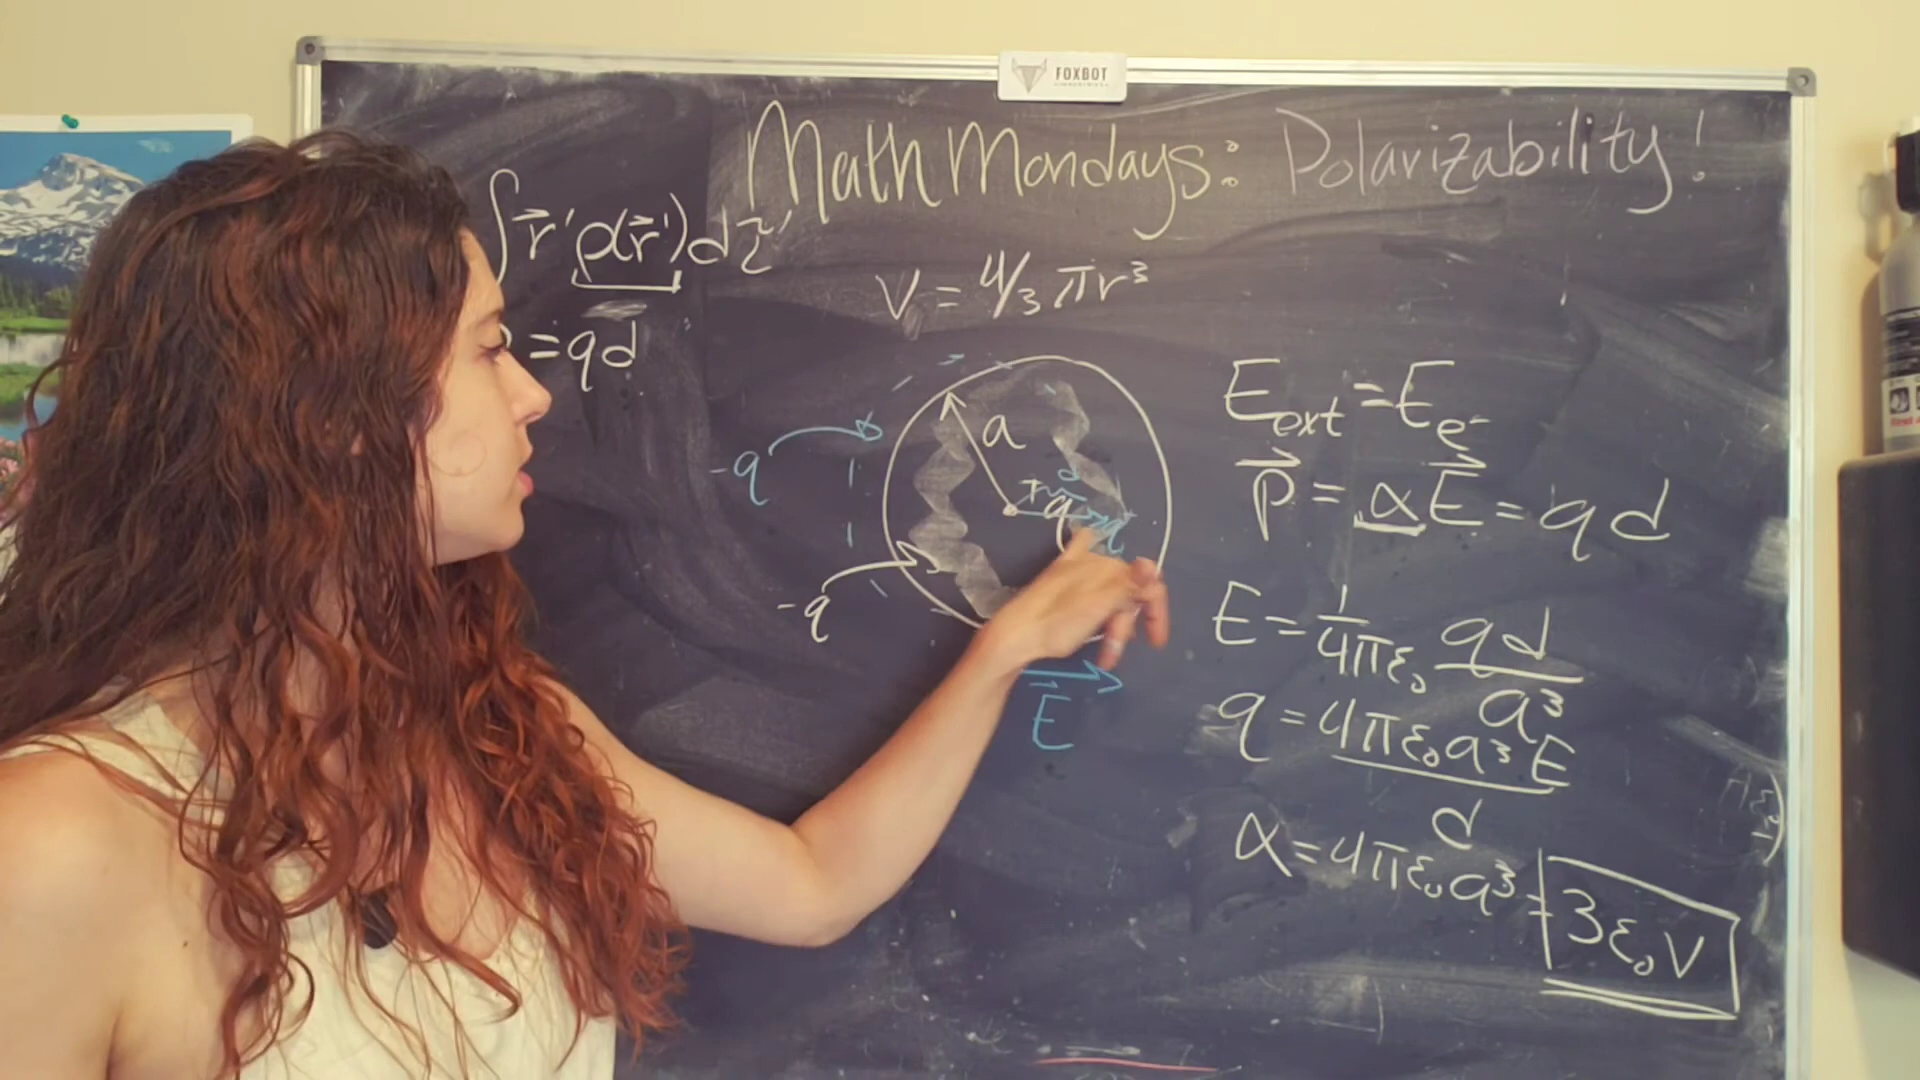 FOXBOT
Math Mondays: Polarizability!
∫r⃗'ρ(r⃗')dτ'
=qd
V = 4/3 πr³
-q
a
d
+q
q
-q
E⃗
E_ext = E_e-
p⃗ = αE⃗ = qd
E = 1/4πε₀ qd/a³
q = 4πε₀a³E/d
α = 4πε₀a³ = 3ε₀V